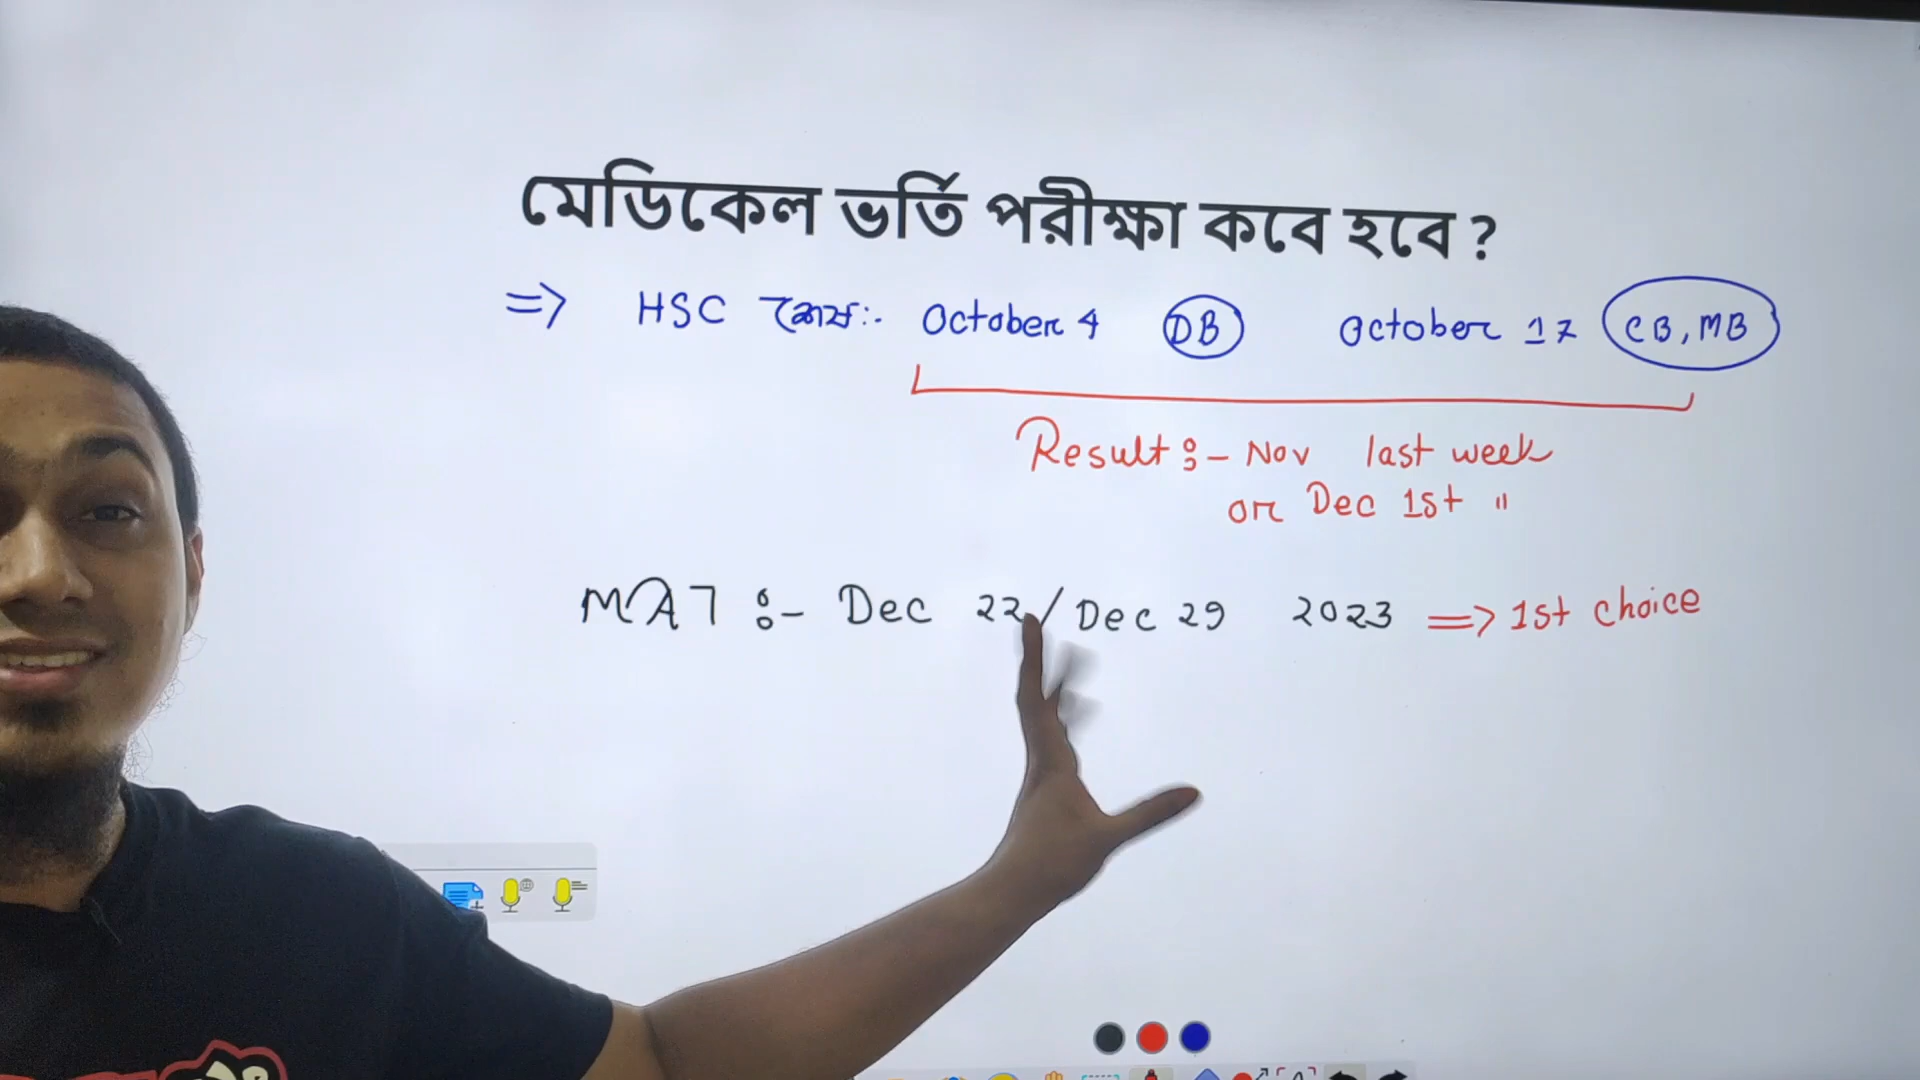 মেডিকেল ভর্তি পরীক্ষা কবে হবে ?
=> HSC শেষ:- October 4 DB October 17 CB, MB
Result :- Nov last week
or Dec 1st "
MAT :- Dec 22 / Dec 29 2023 => 1st choice